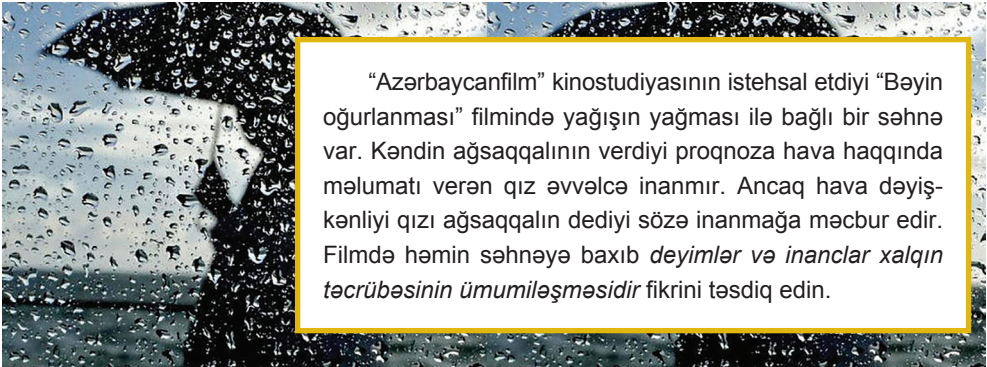 “Azərbaycanfilm” kinostudiyasının istehsal etdiyi “Bəyin
oğurlanması” filmində yağışın yağması ilə bağlı bir səhnə
var. Kəndin ağsaqqalının verdiyi proqnoza hava haqqında
məlumatı verən qız əvvəlcə inanmır. Ancaq hava dəyiş-
kənliyi qızı ağsaqqalın dediyi sözə inanmağa məcbur edir.
Filmdə həmin səhnəyə baxıb deyimlər və inanclar xalqın
təcrübəsinin ümumiləşməsidir fikrini təsdiq edin.